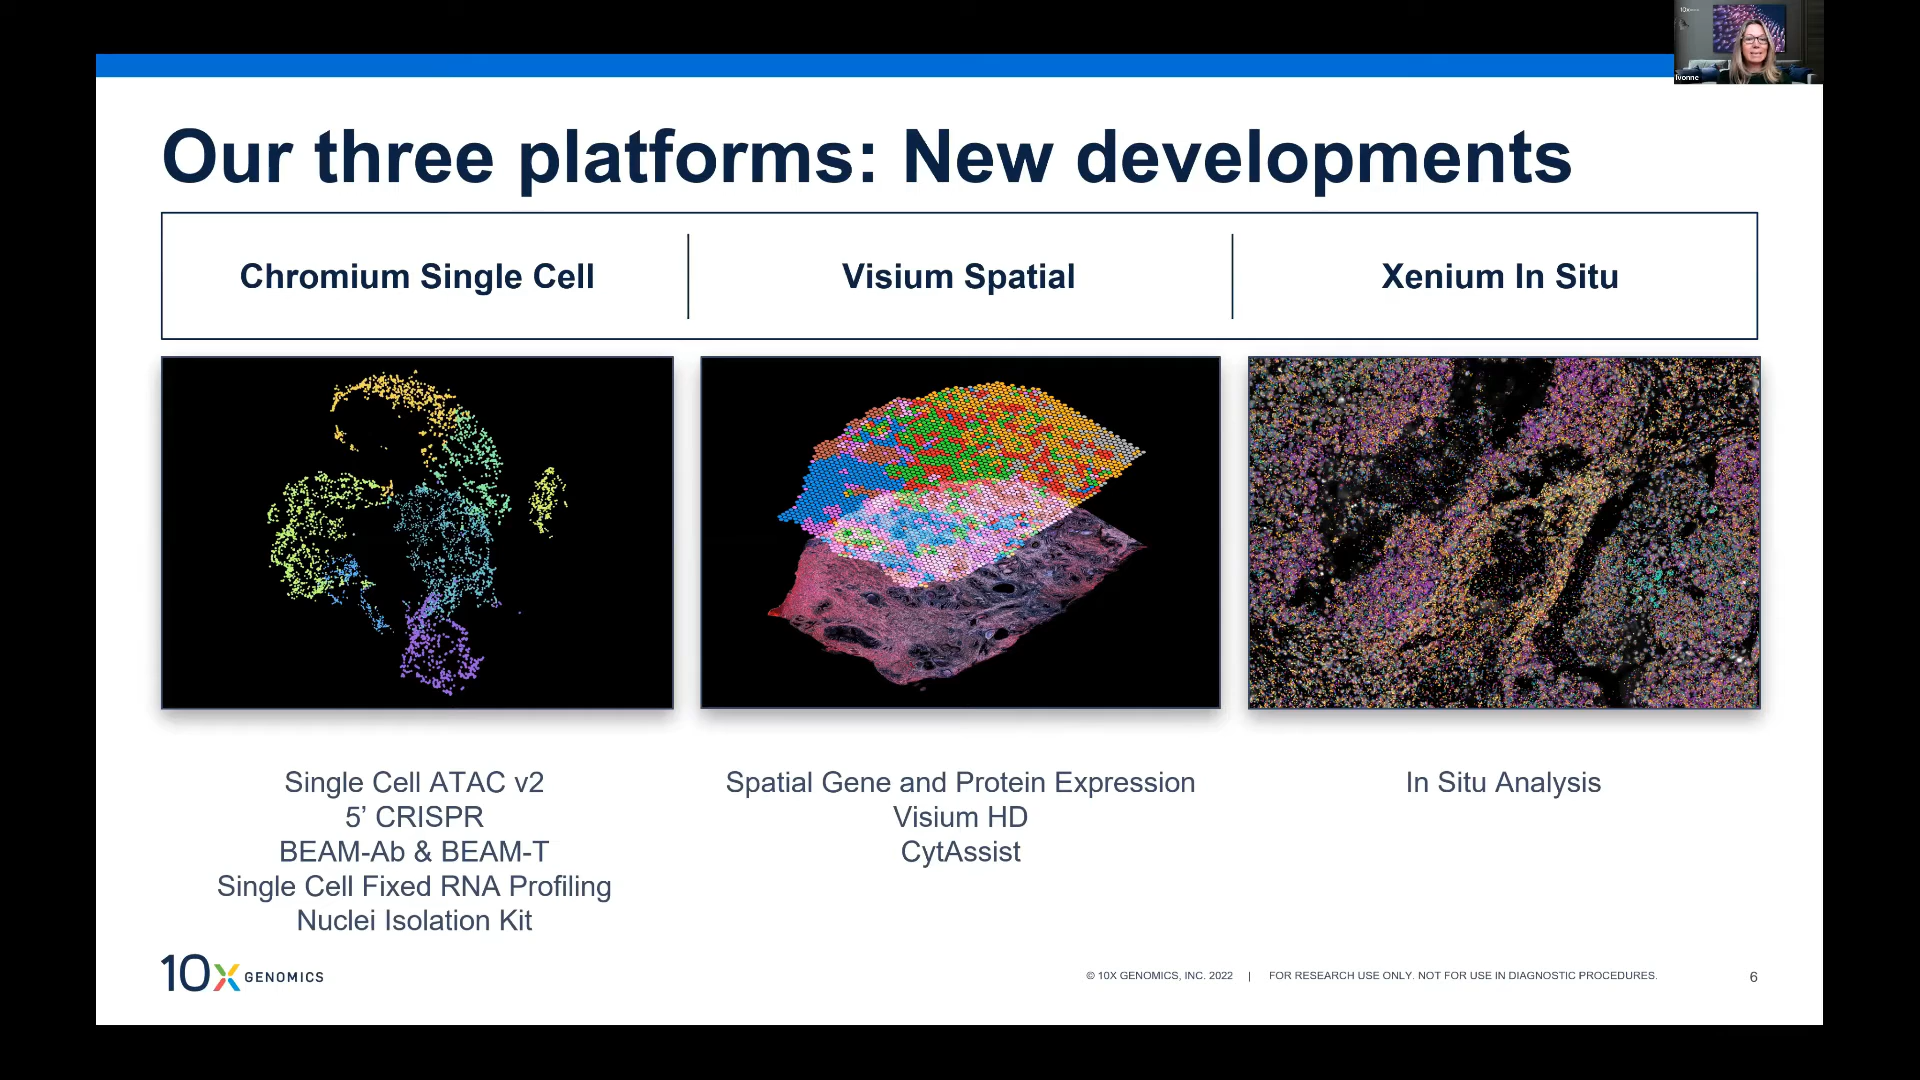 10x
Ivonne
Our three platforms: New developments
Chromium Single Cell
Visium Spatial
Xenium In Situ
Single Cell ATAC v2
5’ CRISPR
BEAM-Ab & BEAM-T
Single Cell Fixed RNA Profiling
Nuclei Isolation Kit
Spatial Gene and Protein Expression
Visium HD
CytAssist
In Situ Analysis
10x GENOMICS
© 10X GENOMICS, INC. 2022 | FOR RESEARCH USE ONLY. NOT FOR USE IN DIAGNOSTIC PROCEDURES.
6